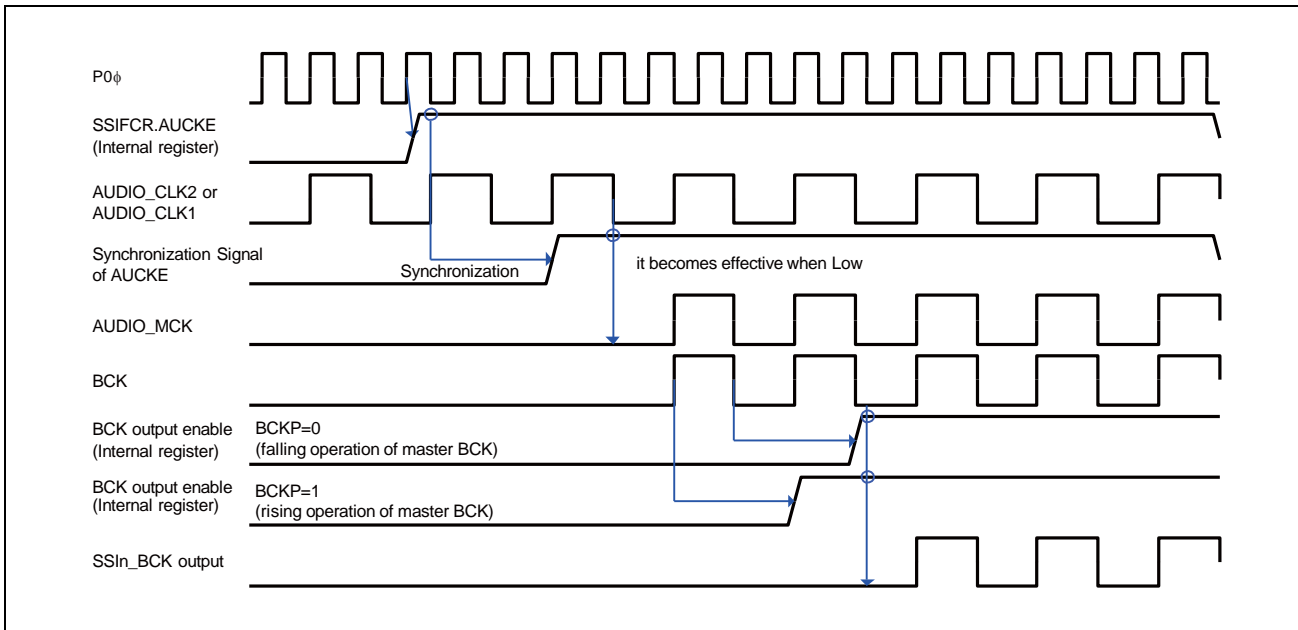 P0ϕ
SSIFCR.AUCKE
(Internal register)
AUDIO_CLK2 or
AUDIO_CLK1
Synchronization Signal
of AUCKE
Synchronization
it becomes effective when Low
AUDIO_MCK
BCK
BCK output enable
(Internal register)
BCKP=0
(falling operation of master BCK)
BCK output enable
(Internal register)
BCKP=1
(rising operation of master BCK)
SSIn_BCK output